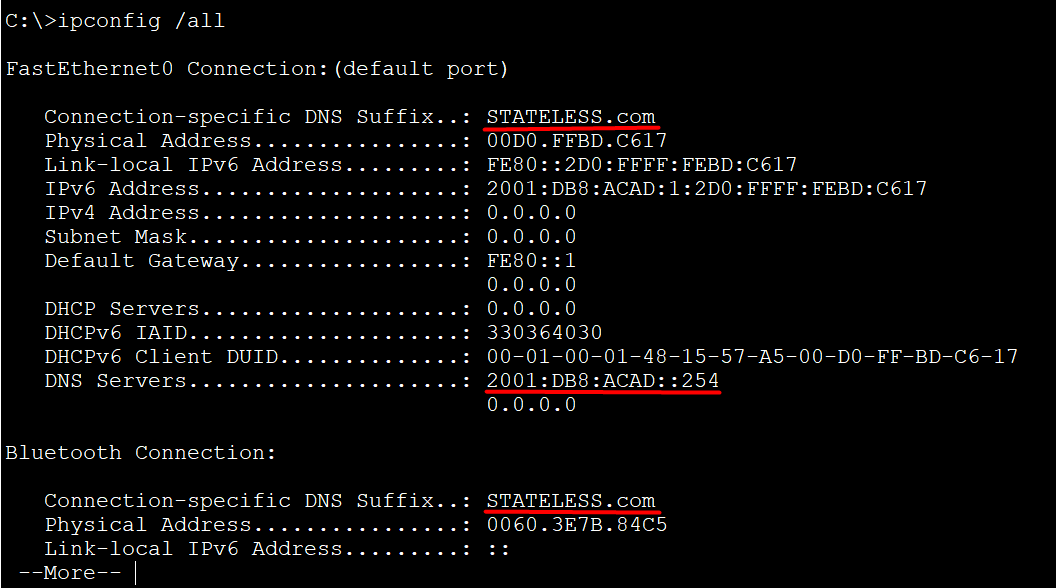 C:\>ipconfig /all
FastEthernet0 Connection:(default port)
Connection-specific DNS Suffix..: STATELESS.com
Physical Address................: 00D0.FFBD.C617
Link-local IPv6 Address.........: FE80::2D0:FFFF:FEBD:C617
IPv6 Address....................: 2001:DB8:ACAD:1:2D0:FFFF:FEBD:C617
IPv4 Address....................: 0.0.0.0
Subnet Mask.....................: 0.0.0.0
Default Gateway.................: FE80::1
0.0.0.0
DHCP Servers....................: 0.0.0.0
DHCPv6 IAID.....................: 330364030
DHCPv6 Client DUID..............: 00-01-00-01-48-15-57-A5-00-D0-FF-BD-C6-17
DNS Servers.....................: 2001:DB8:ACAD::254
0.0.0.0
Bluetooth Connection:
Connection-specific DNS Suffix..: STATELESS.com
Physical Address................: 0060.3E7B.84C5
Link-local IPv6 Address.........: ::
--More--